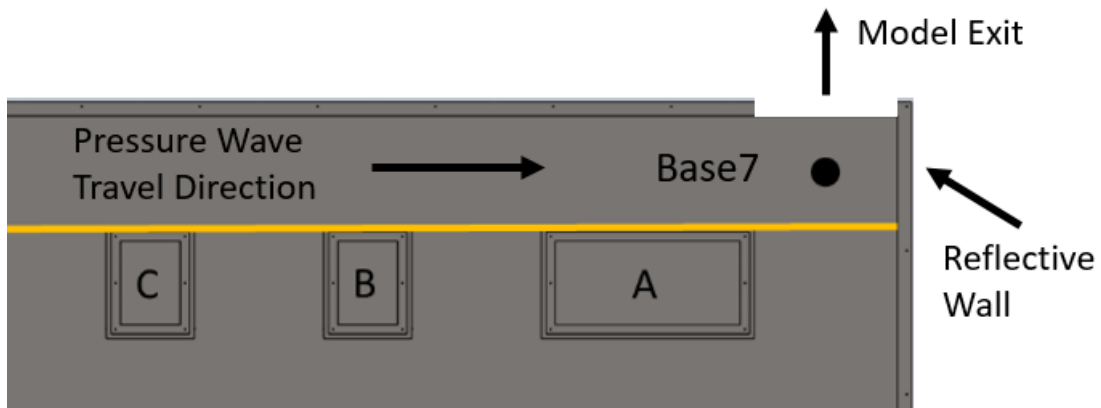 Model Exit
Pressure Wave
Travel Direction
Base7
Reflective
Wall
C
B
A